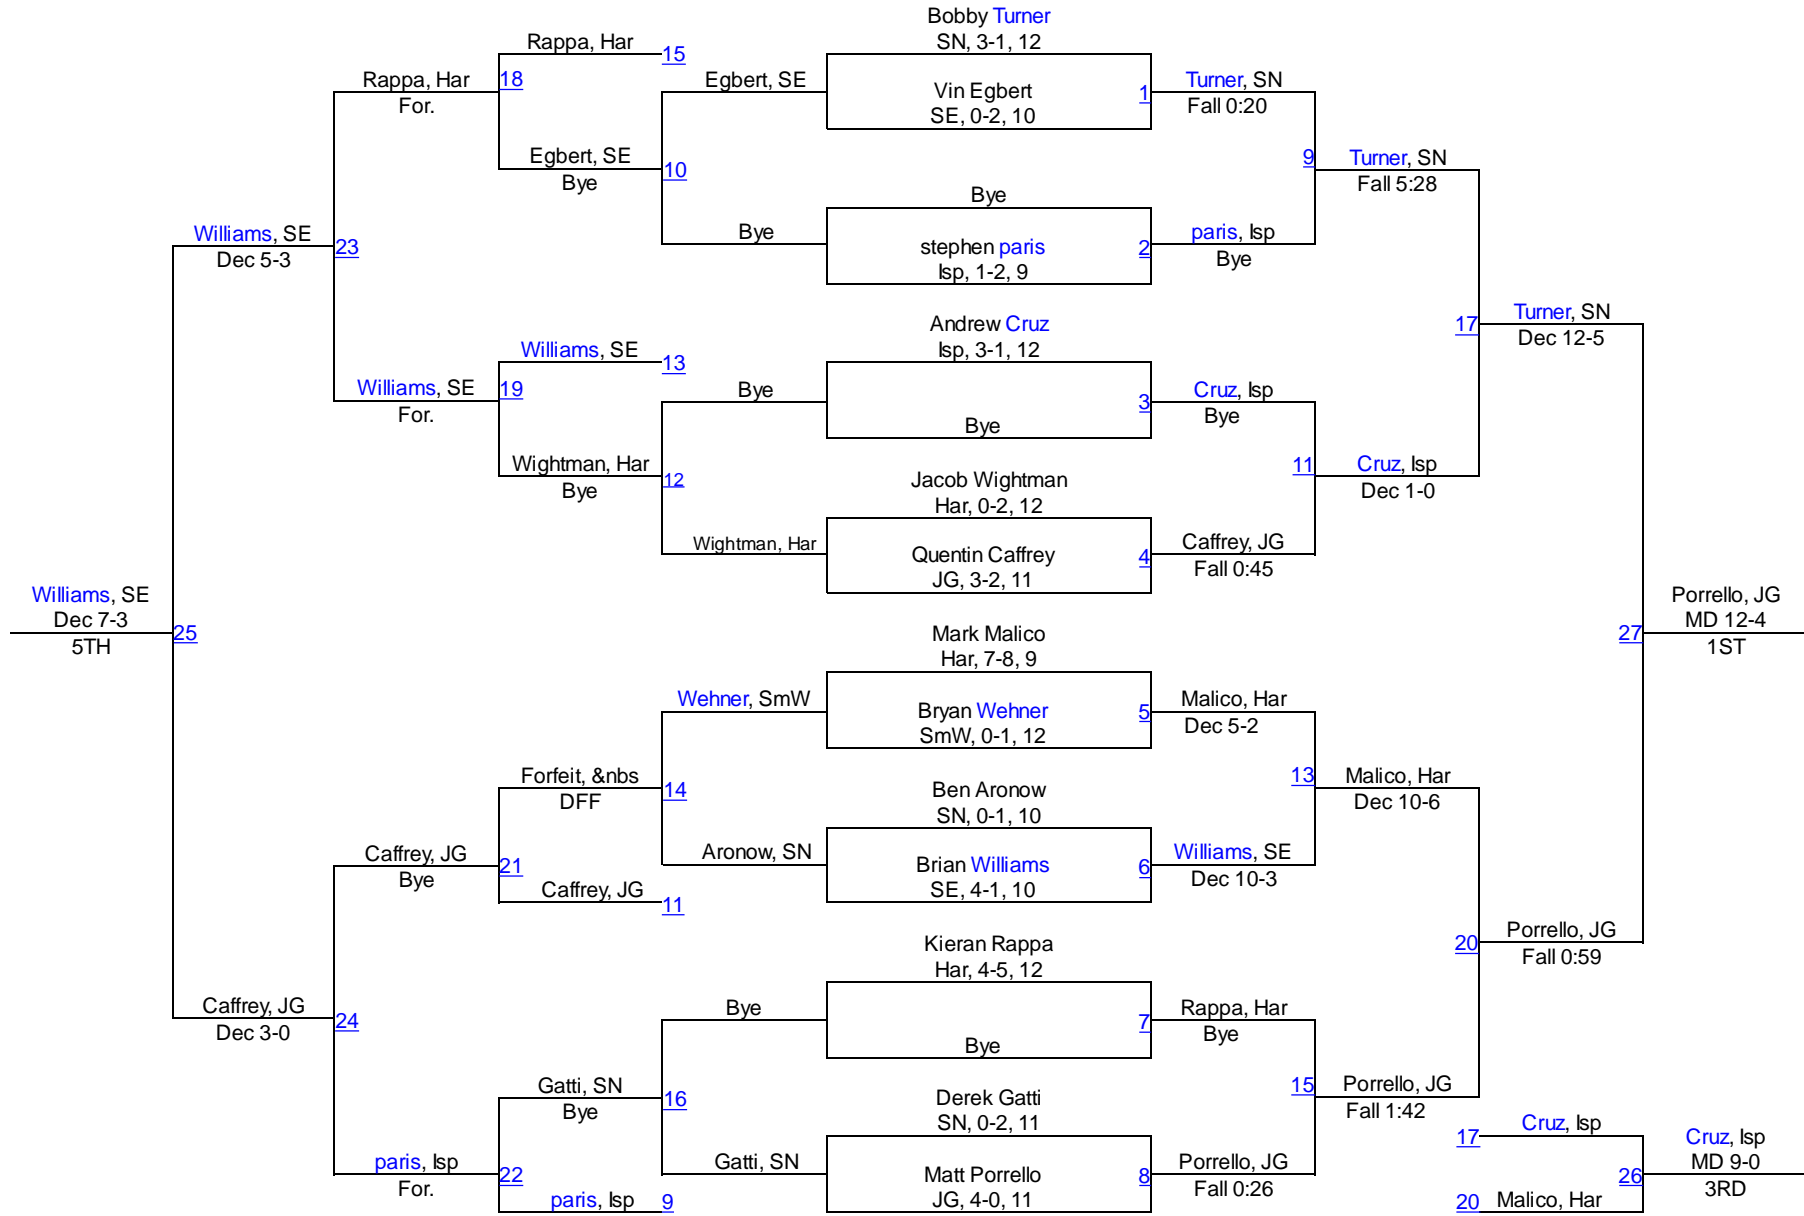 Bobby Turner
SN, 3-1, 12
Rappa, Har
15
Rappa, Har
18
For.
Egbert, SE
Vin Egbert
SE, 0-2, 10
1
Turner, SN
Fall 0:20
Egbert, SE
Bye
10
9
Turner, SN
Fall 5:28
Bye
Bye
stephen paris
Isp, 1-2, 9
2
paris, Isp
Bye
Williams, SE
Dec 5-3
23
Andrew Cruz
Isp, 3-1, 12
17
Turner, SN
Dec 12-5
Williams, SE
13
Williams, SE
For.
19
Bye
Bye
3
Cruz, Isp
Bye
Wightman, Har
Bye
12
11
Cruz, Isp
Dec 1-0
Jacob Wightman
Har, 0-2, 12
Wightman, Har
Quentin Caffrey
JG, 3-2, 11
4
Caffrey, JG
Fall 0:45
Williams, SE
Dec 7-3
5TH
25
Mark Malico
Har, 7-8, 9
27
Porrello, JG
MD 12-4
1ST
Wehner, SmW
Bryan Wehner
SmW, 0-1, 12
5
Malico, Har
Dec 5-2
Forfeit, &nbs
DFF
14
Ben Aronow
SN, 0-1, 10
13
Malico, Har
Dec 10-6
Caffrey, JG
Bye
21
Aronow, SN
Brian Williams
SE, 4-1, 10
6
Williams, SE
Dec 10-3
Caffrey, JG
11
Kieran Rappa
Har, 4-5, 12
20
Porrello, JG
Fall 0:59
Caffrey, JG
Dec 3-0
24
Bye
Bye
7
Rappa, Har
Bye
Gatti, SN
Bye
16
Derek Gatti
SN, 0-2, 11
15
Porrello, JG
Fall 1:42
paris, Isp
For.
22
Gatti, SN
Matt Porrello
JG, 4-0, 11
8
Porrello, JG
Fall 0:26
paris, Isp
9
17
Cruz, Isp
26
Cruz, Isp
MD 9-0
3RD
20
Malico, Har